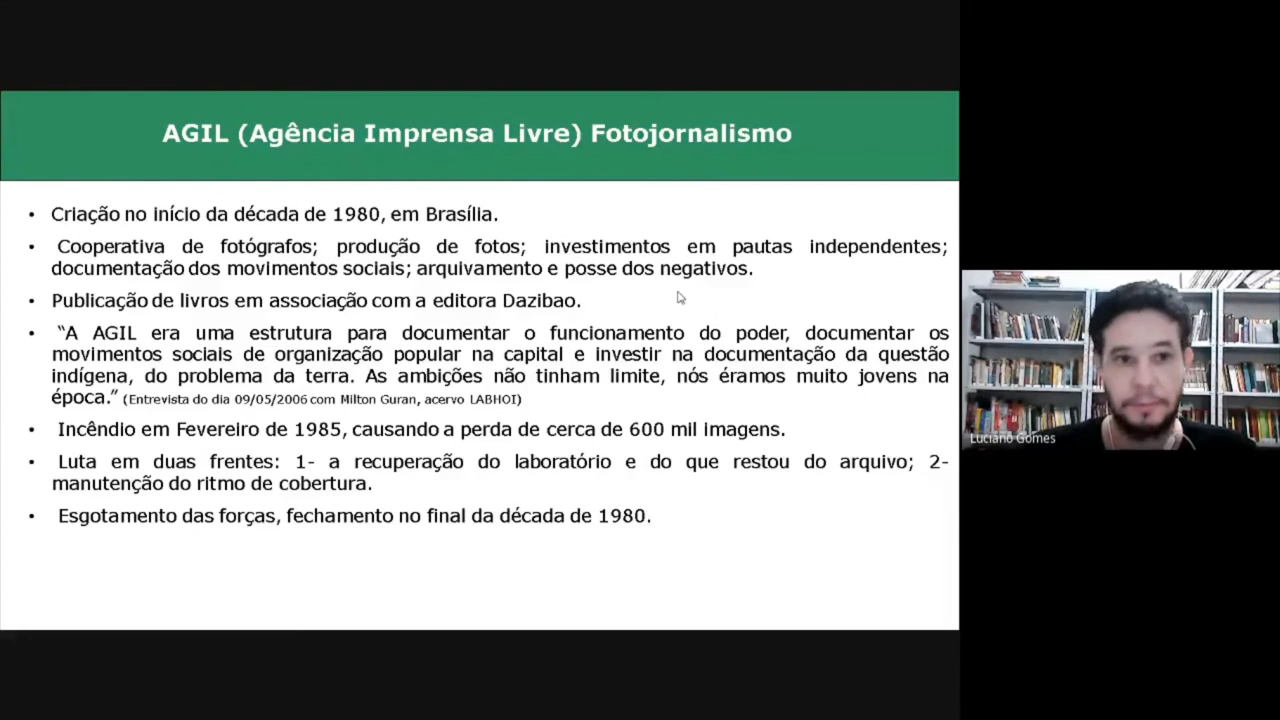 AGIL (Agência Imprensa Livre) Fotojornalismo
• Criação no início da década de 1980, em Brasília.
• Cooperativa de fotógrafos; produção de fotos; investimentos em pautas independentes;
documentação dos movimentos sociais; arquivamento e posse dos negativos.
• Publicação de livros em associação com a editora Dazibao.
• “A AGIL era uma estrutura para documentar o funcionamento do poder, documentar os
movimentos sociais de organização popular na capital e investir na documentação da questão
indígena, do problema da terra. As ambições não tinham limite, nós éramos muito jovens na
época.” (Entrevista do dia 09/05/2006 com Milton Guran, acervo LABHOI)
• Incêndio em Fevereiro de 1985, causando a perda de cerca de 600 mil imagens.
• Luta em duas frentes: 1- a recuperação do laboratório e do que restou do arquivo; 2-
manutenção do ritmo de cobertura.
• Esgotamento das forças, fechamento no final da década de 1980.
Luciano Gomes